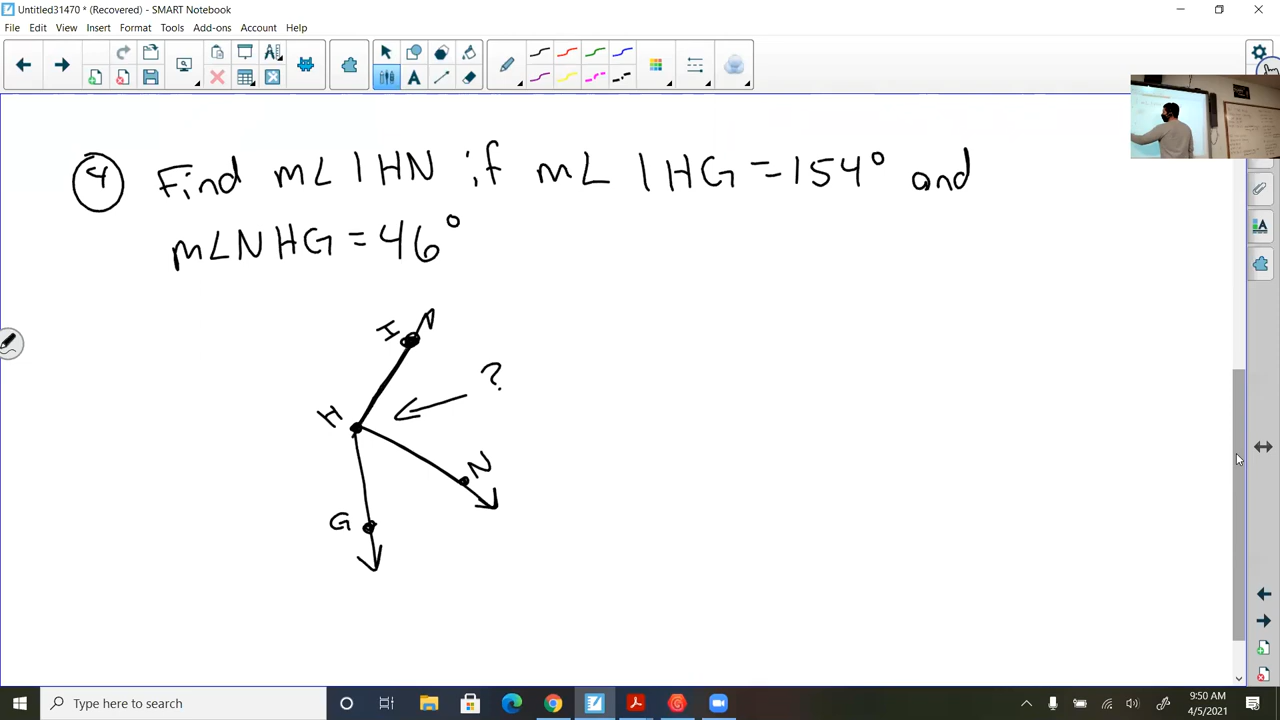 Untitled31470 * (Recovered) - SMART Notebook
File Edit View Insert Format Tools Add-ons Account Help
④ Find m∠IHN if m∠ IHG=154° and
m∠NHG=46°
I
?
H
N
G
Type here to search
9:50 AM
4/5/2021